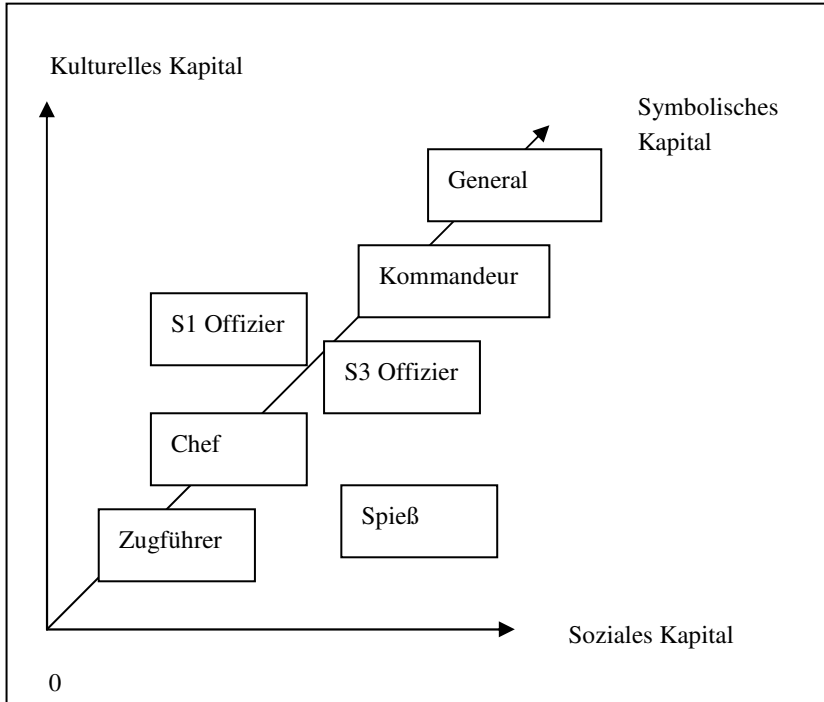 Kulturelles Kapital
Symbolisches
Kapital
General
Kommandeur
S1 Offizier
S3 Offizier
Chef
Spieß
Zugführer
Soziales Kapital
0